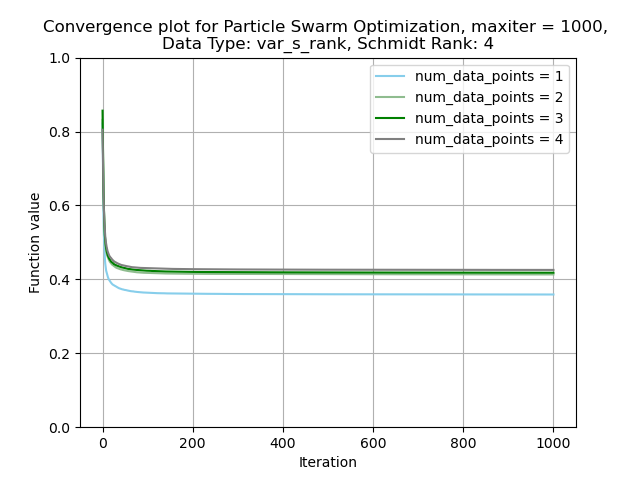 Convergence plot for Particle Swarm Optimization, maxiter = 1000,
Data Type: var_s_rank, Schmidt Rank: 4
num_data_points = 1
num_data_points = 2
num_data_points = 3
num_data_points = 4
Function value
1.0
0.8
0.6
0.4
0.2
0.0
0 200 400 600 800 1000
Iteration